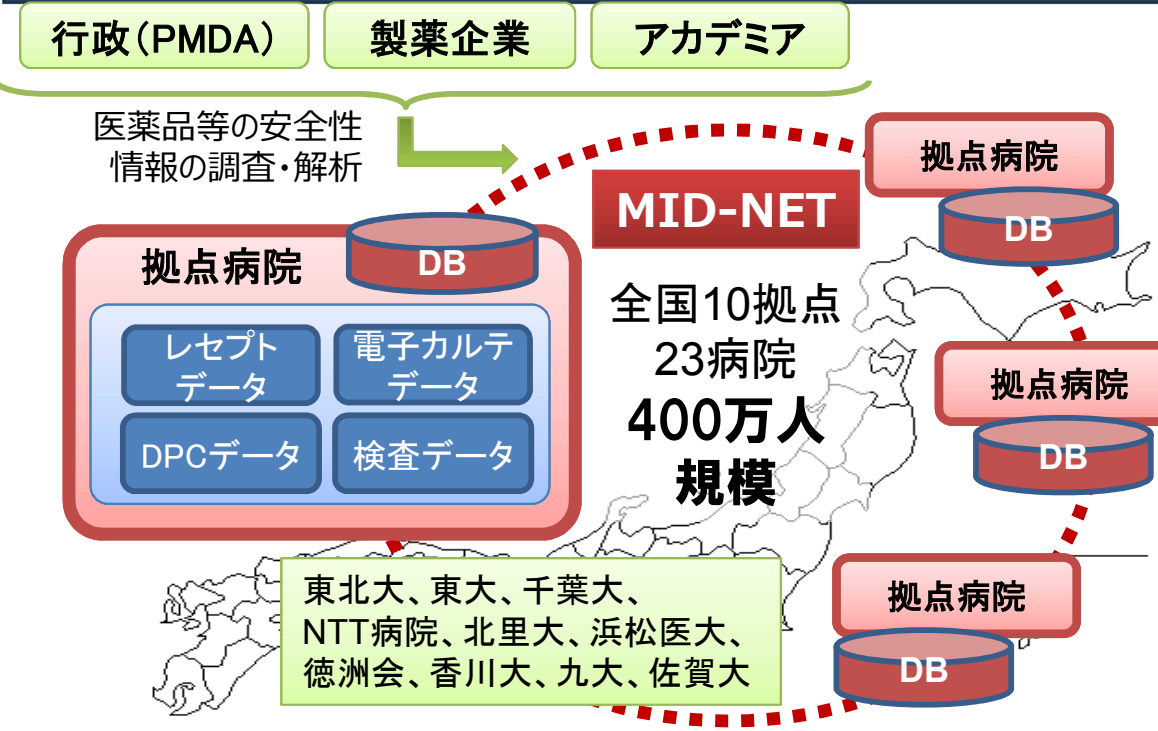 行政(PMDA)
製薬企業
アカデミア
医薬品等の安全性
情報の調査・解析
MID-NET
全国10拠点
23病院
400万人
規模
拠点病院
DB
レセプト
データ
電子カルテ
データ
DPCデータ
検査データ
拠点病院
DB
拠点病院
DB
拠点病院
DB
東北大、東大、千葉大、
NTT病院、北里大、浜松医大、
徳洲会、香川大、九大、佐賀大